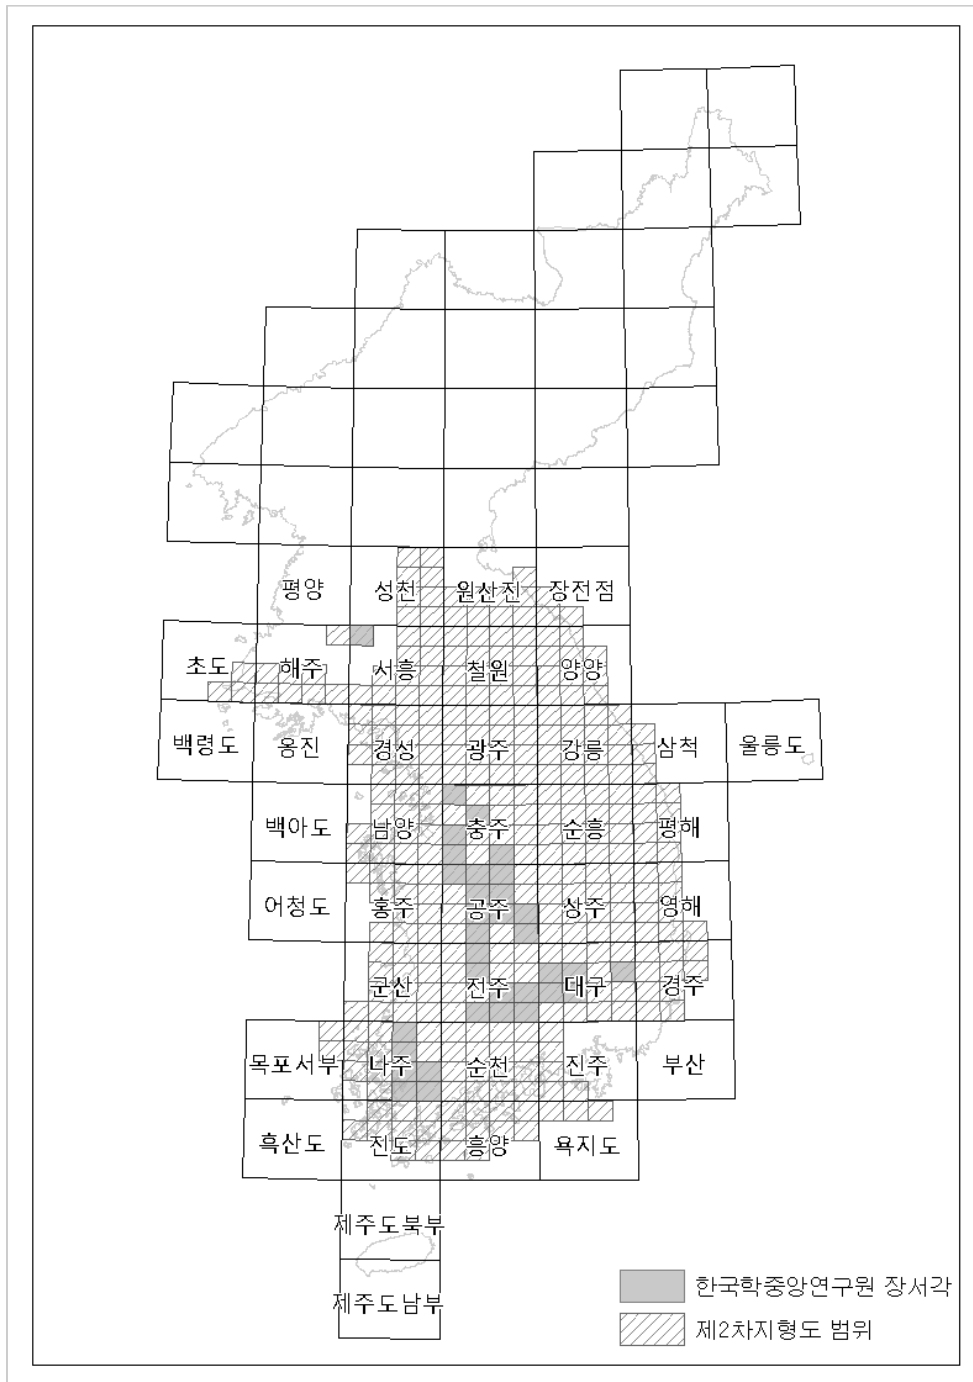 평양 성천 원산진 장전점
초도 해주 서흥 철원 양양
백령도 옹진 경성 광주 강릉 삼척 울릉도
백아도 남양 충주 순흥 평해
어청도 홍주 공주 상주 영해
군산 전주 대구 경주
목포서부 나주 순천 진주 부산
흑산도 진도 흥양 욕지도
제주도북부
제주도남부
한국학중앙연구원 장서각
제2차지형도 범위